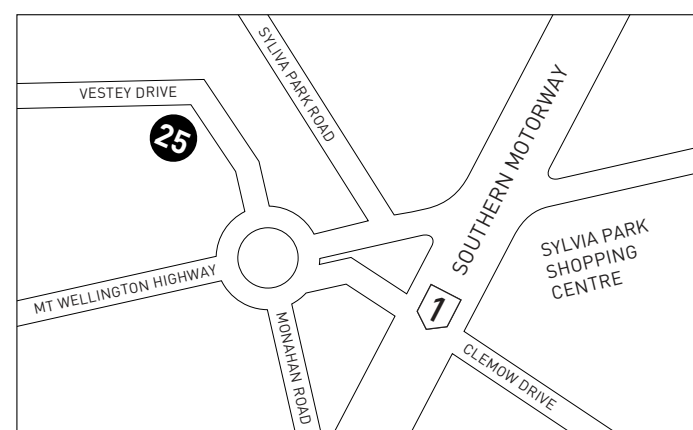 SYLIVA PARK ROAD
VESTEY DRIVE
25
SOUTHERN MOTORWAY
SYLVIA PARK
SHOPPING
CENTRE
MT WELLINGTON HIGHWAY
1
MONAHAN ROAD
CLEMOW DRIVE